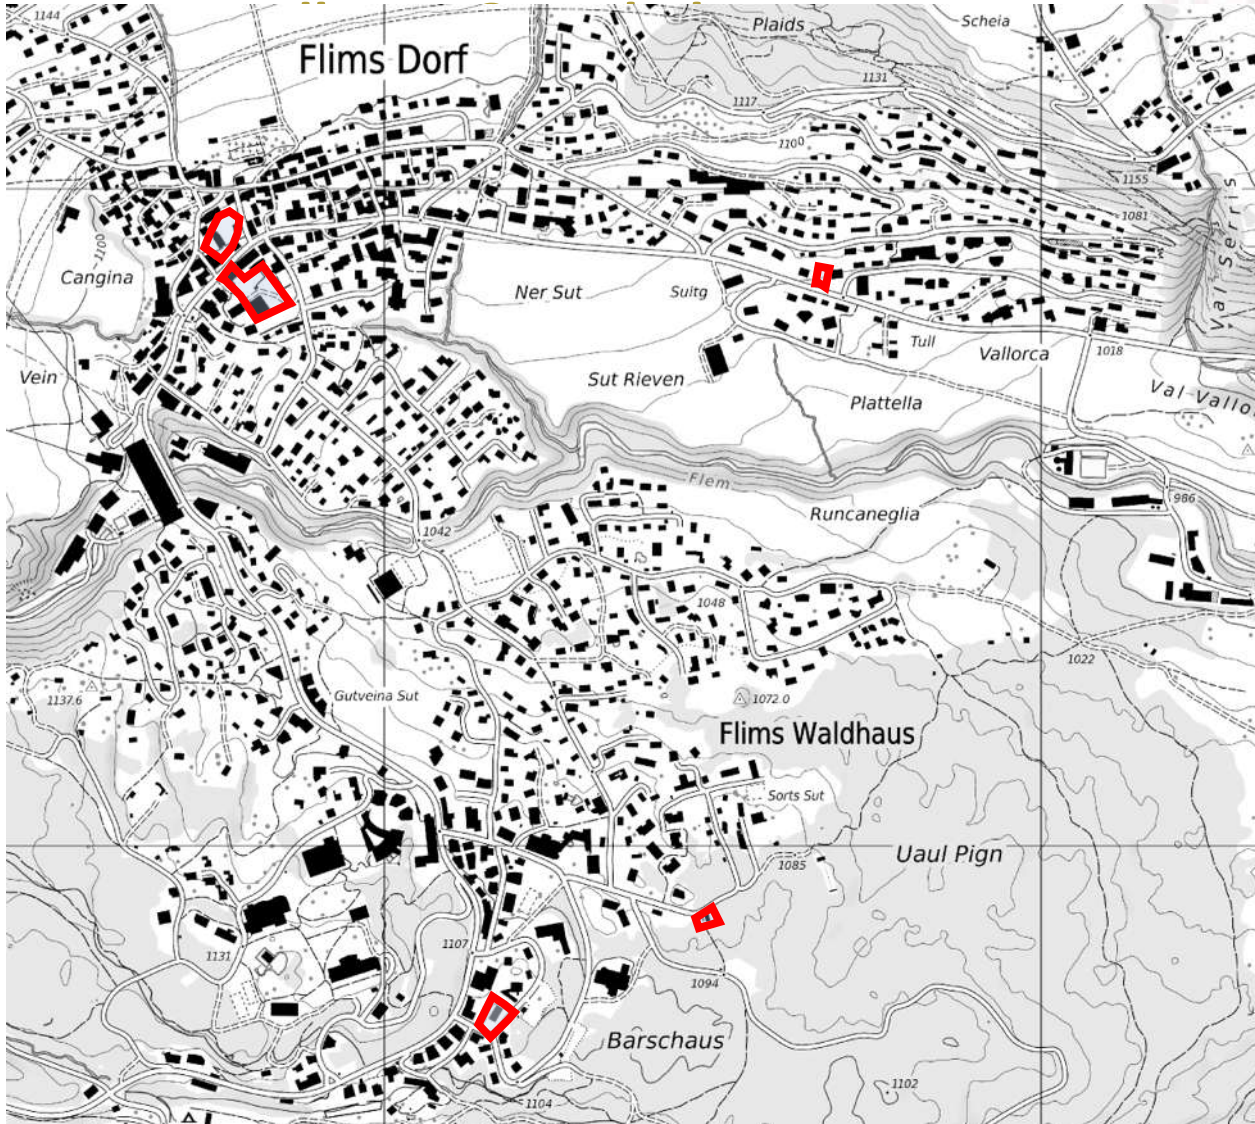 1144
Plaids
Scheia
Flims Dorf
1131
1117
1100
1155
1081
Val Serris
1100
Cangina
Ner Sut
Suitg
Tull
Vallorca
1018
Vein
Sut Rieven
Plattella
Flem
986
Runcaneglia
1042
1048
1022
1137.6
Gutveina Sut
1072.0
Flims Waldhaus
Sorts Sut
1085
Uaul Pign
1107
1131
1094
Barschaus
1102
1104